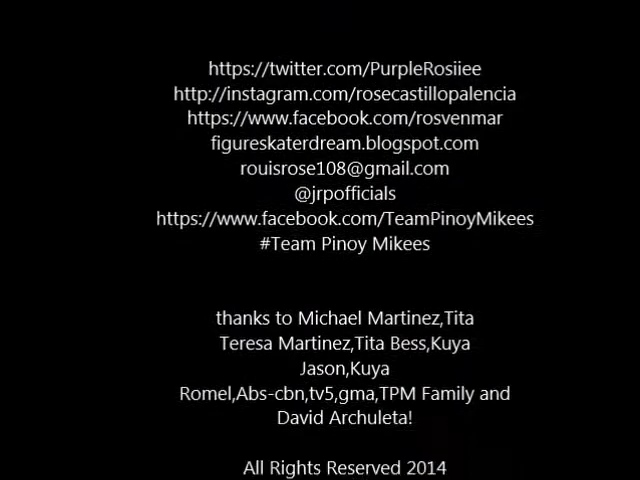 https://twitter.com/PurpleRosiiee
http://instagram.com/rosecastillopalencia
https://www.facebook.com/rosvenmar
figureskaterdream.blogspot.com
rouisrose108@gmail.com
@jrpofficials
https://www.facebook.com/TeamPinoyMikees
#Team Pinoy Mikees
thanks to Michael Martinez,Tita
Teresa Martinez,Tita Bess,Kuya
Jason,Kuya
Romel,Abs-cbn,tv5,gma,TPM Family and
David Archuleta!
All Rights Reserved 2014